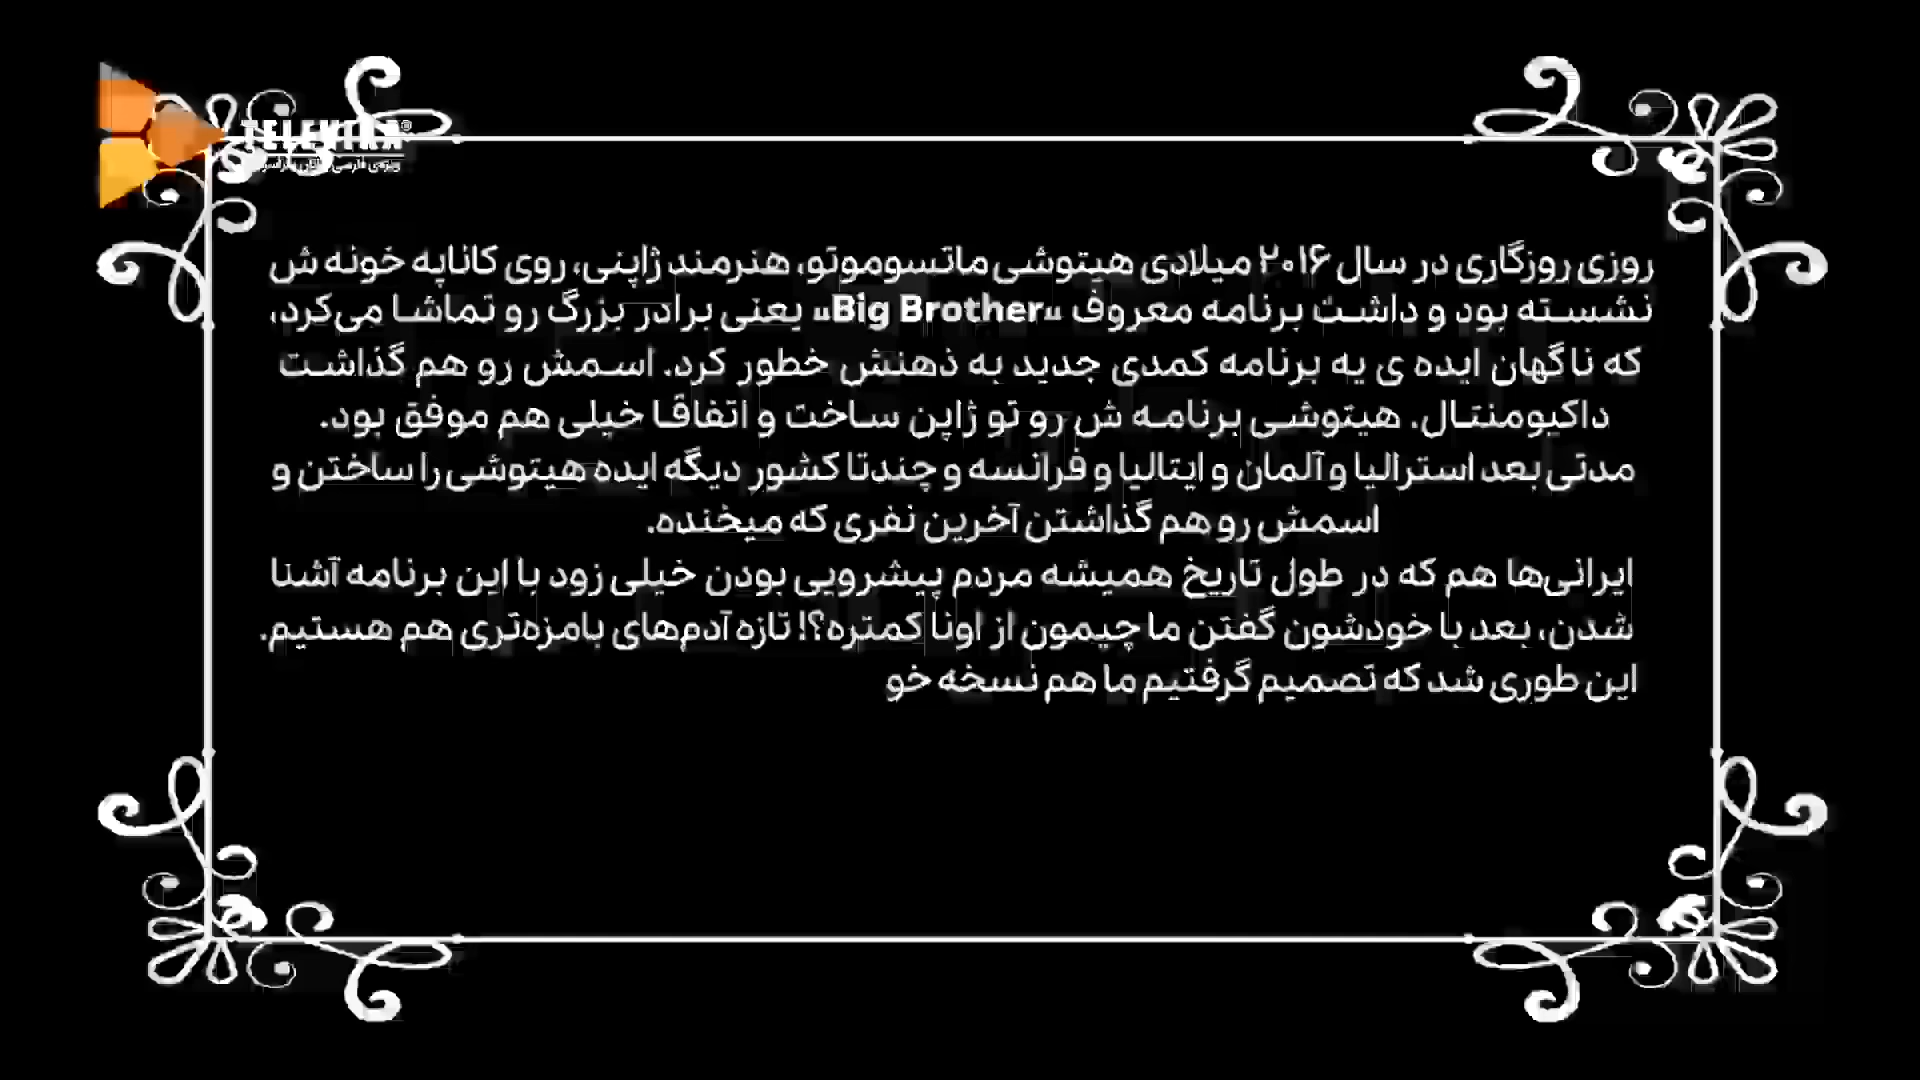 TELEWIKA®
روزی روزگاری در سال ۲۰۱۶ میلادی هیتوشی ماتسوموتو، هنرمند ژاپنی، روی کاناپه خونه ش
نشسته بود و داشت برنامه معروف «Big Brother» یعنی برادر بزرگ رو تماشا می‌کرد،
که ناگهان ایده ی یه برنامه کمدی جدید به ذهنش خطور کرد. اسمش رو هم گذاشت
داکیومنتال. هیتوشی برنامه ش رو تو ژاپن ساخت و اتفاقا خیلی هم موفق بود.
مدتی بعد استرالیا و آلمان و ایتالیا و فرانسه و چندتا کشور دیگه ایده هیتوشی را ساختن و
اسمش رو هم گذاشتن آخرین نفری که میخنده.
ایرانی‌ها هم که در طول تاریخ همیشه مردم پیشرویی بودن خیلی زود با این برنامه آشنا
شدن، بعد با خودشون گفتن ما چیمون از اونا کمتره؟! تازه آدم‌های بامزه‌تری هم هستیم.
این طوری شد که تصمیم گرفتیم ما هم نسخه خو